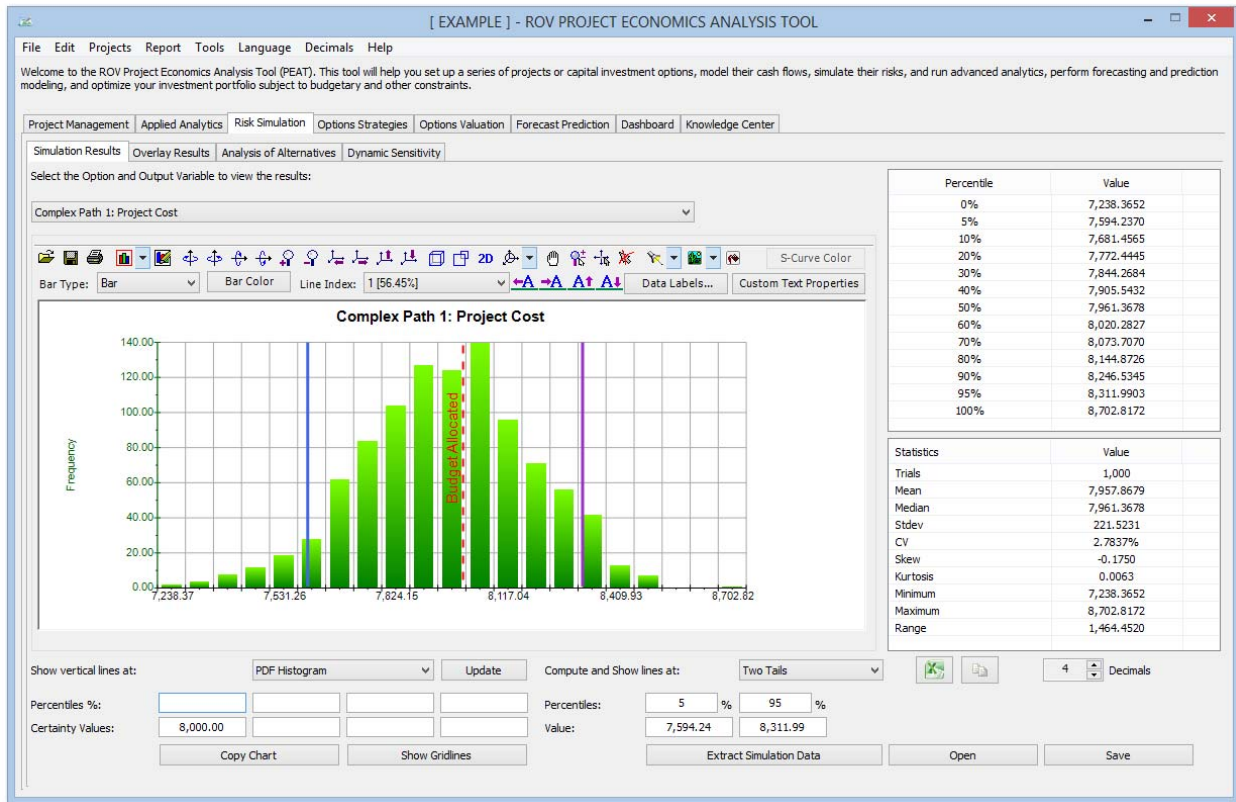 [ EXAMPLE ] - ROV PROJECT ECONOMICS ANALYSIS TOOL
File Edit Projects Report Tools Language Decimals Help
Welcome to the ROV Project Economics Analysis Tool (PEAT). This tool will help you set up a series of projects or capital investment options, model their cash flows, simulate their risks, and run advanced analytics, perform forecasting and prediction
modeling, and optimize your investment portfolio subject to budgetary and other constraints.
Project Management Applied Analytics Risk Simulation Options Strategies Options Valuation Forecast Prediction Dashboard Knowledge Center
Simulation Results Overlay Results Analysis of Alternatives Dynamic Sensitivity
Select the Option and Output Variable to view the results:
Complex Path 1: Project Cost
2D S-Curve Color
Bar Type: Bar Bar Color Line Index: 1 [56.45%] A A A A Data Labels... Custom Text Properties
Complex Path 1: Project Cost
Frequency
140.00
120.00
100.00
80.00
60.00
40.00
20.00
0.00
Budget Allocated
7,238.37 7,531.26 7,824.15 8,117.04 8,409.93 8,702.82
Percentile Value
0% 7,238.3652
5% 7,594.2370
10% 7,681.4565
20% 7,772.4445
30% 7,844.2684
40% 7,905.5432
50% 7,961.3678
60% 8,020.2827
70% 8,073.7070
80% 8,144.8726
90% 8,246.5345
95% 8,311.9903
100% 8,702.8172
Statistics Value
Trials 1,000
Mean 7,957.8679
Median 7,961.3678
Stdev 221.5231
CV 2.7837%
Skew -0.1750
Kurtosis 0.0063
Minimum 7,238.3652
Maximum 8,702.8172
Range 1,464.4520
Show vertical lines at: PDF Histogram Update Compute and Show lines at: Two Tails 4 Decimals
Percentiles %: Percentiles: 5 % 95 %
Certainty Values: 8,000.00 Value: 7,594.24 8,311.99
Copy Chart Show Gridlines Extract Simulation Data Open Save